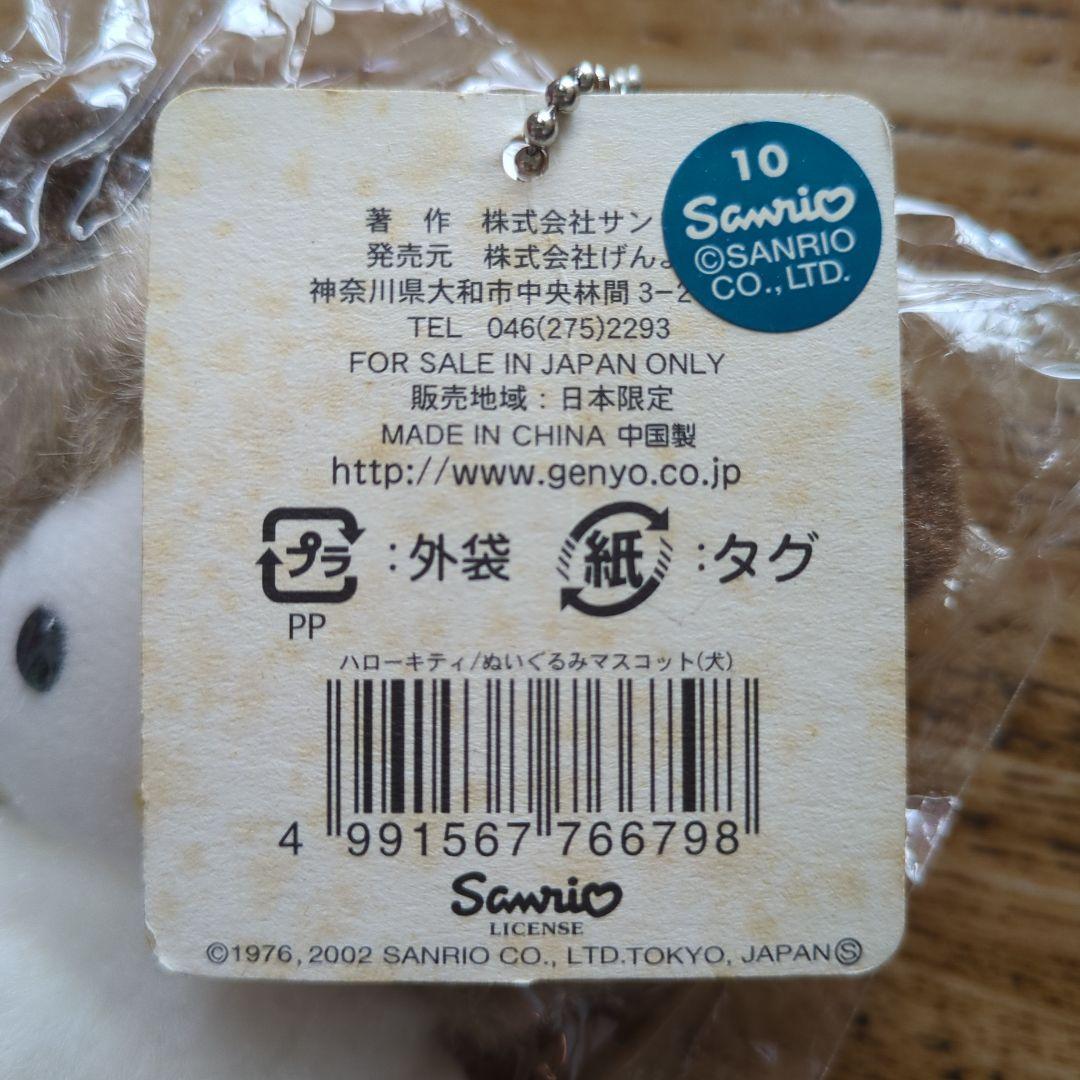 10
Sanrio
©SANRIO
CO.,LTD.
著 作 株式会社サン
発売元 株式会社げん
神奈川県大和市中央林間3-2
TEL 046(275)2293
FOR SALE IN JAPAN ONLY
販売地域:日本限定
MADE IN CHINA 中国製
http://www.genyo.co.jp
プラ :外袋 紙 :タグ
PP
ハローキティ/ぬいぐるみマスコット(犬)
4 991567 766798
Sanrio
LICENSE
©1976,2002 SANRIO CO., LTD.TOKYO, JAPAN Ⓢ